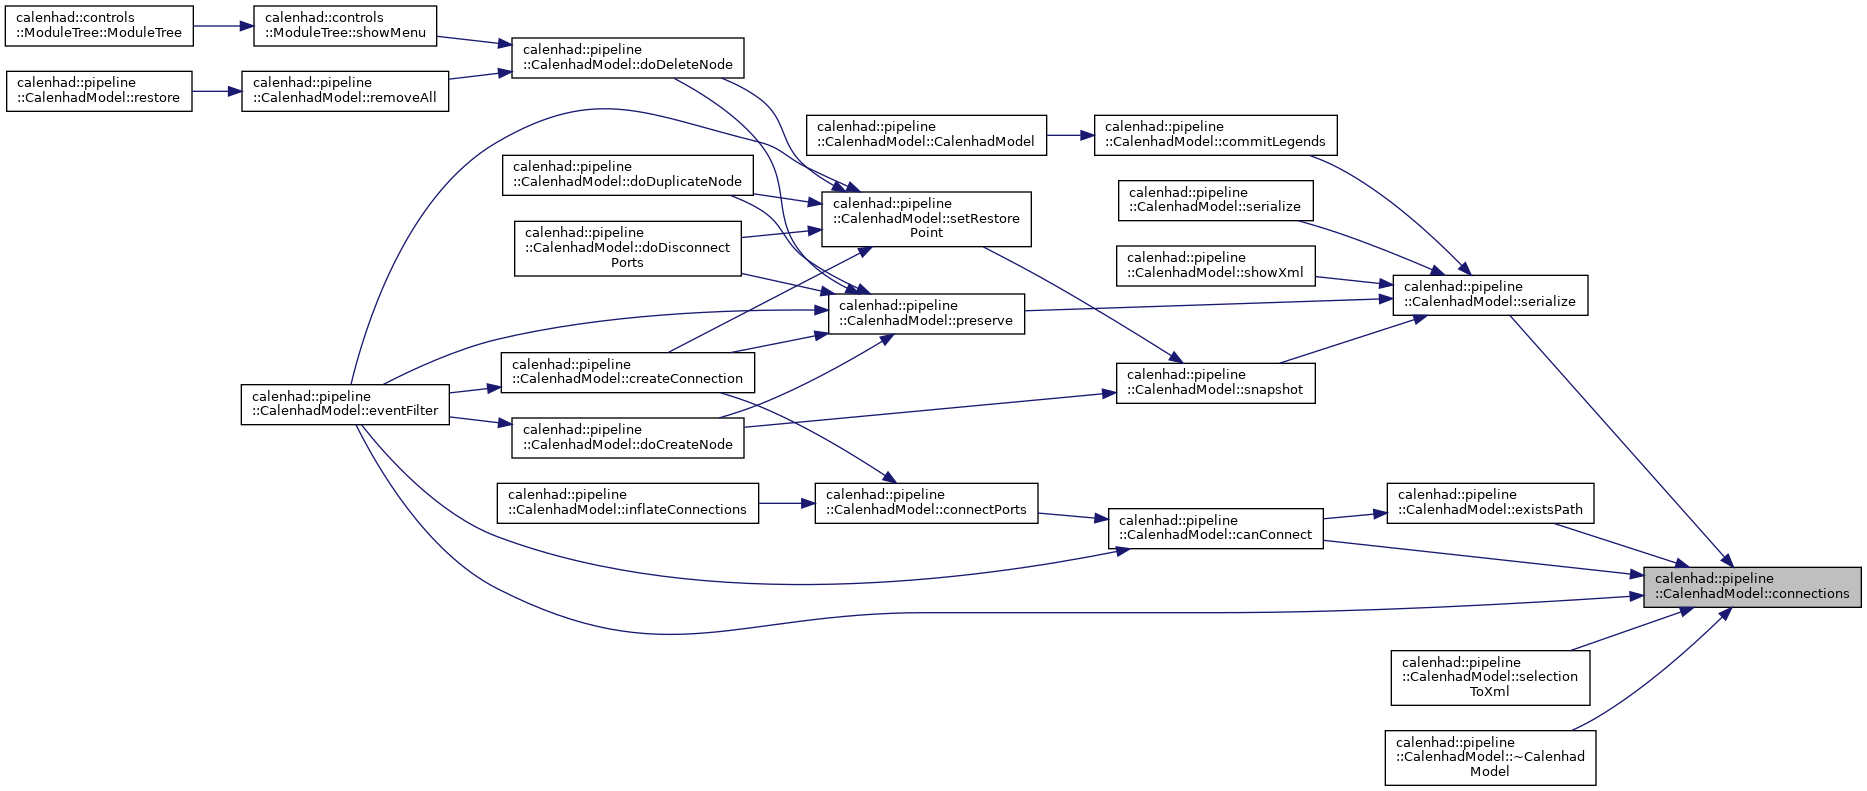 calenhad::controls
::ModuleTree::ModuleTree
calenhad::controls
::ModuleTree::showMenu
calenhad::pipeline
::CalenhadModel::doDeleteNode
calenhad::pipeline
::CalenhadModel::restore
calenhad::pipeline
::CalenhadModel::removeAll
calenhad::pipeline
::CalenhadModel::CalenhadModel
calenhad::pipeline
::CalenhadModel::commitLegends
calenhad::pipeline
::CalenhadModel::doDuplicateNode
calenhad::pipeline
::CalenhadModel::setRestore
Point
calenhad::pipeline
::CalenhadModel::serialize
calenhad::pipeline
::CalenhadModel::doDisconnect
Ports
calenhad::pipeline
::CalenhadModel::showXml
calenhad::pipeline
::CalenhadModel::serialize
calenhad::pipeline
::CalenhadModel::preserve
calenhad::pipeline
::CalenhadModel::createConnection
calenhad::pipeline
::CalenhadModel::snapshot
calenhad::pipeline
::CalenhadModel::eventFilter
calenhad::pipeline
::CalenhadModel::doCreateNode
calenhad::pipeline
::CalenhadModel::inflateConnections
calenhad::pipeline
::CalenhadModel::connectPorts
calenhad::pipeline
::CalenhadModel::canConnect
calenhad::pipeline
::CalenhadModel::existsPath
calenhad::pipeline
::CalenhadModel::connections
calenhad::pipeline
::CalenhadModel::selection
ToXml
calenhad::pipeline
::CalenhadModel::~Calenhad
Model